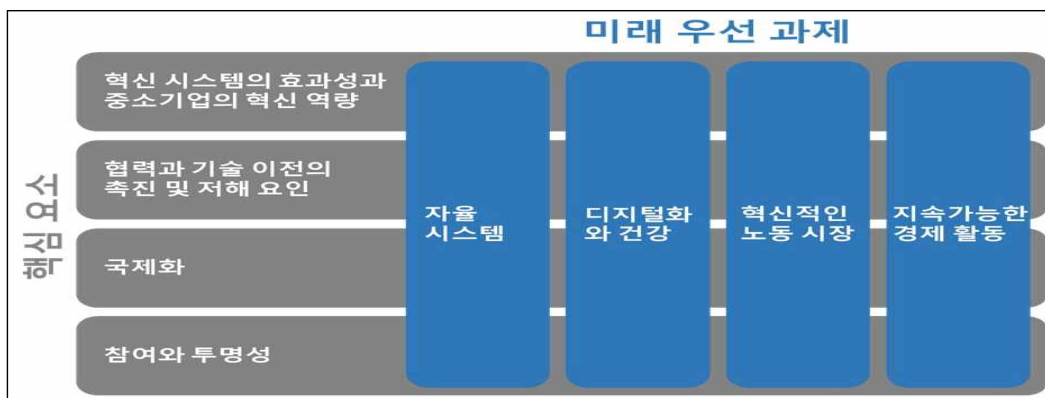 미래 우선 과제
핵심 요소
혁신 시스템의 효과성과
중소기업의 혁신 역량
협력과 기술 이전의
촉진 및 저해 요인
국제화
참여와 투명성
자율
시스템
디지털화
와 건강
혁신적인
노동 시장
지속가능한
경제 활동